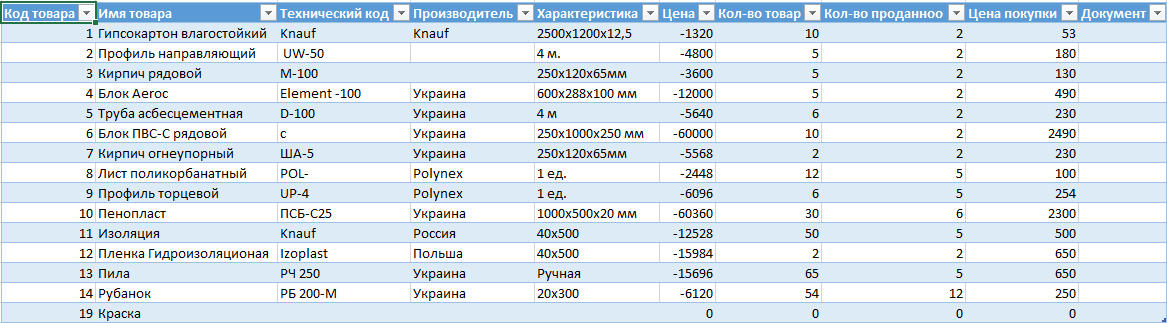 Код товара Имя товара Технический код Производитель Характеристика Цена Кол-во товар Кол-во проданноо Цена покупки Документ
1 Гипсокартон влагостойкий Knauf Knauf 2500x1200x12,5 -1320 10 2 53
2 Профиль направляющий UW-50 4 м. -4800 5 2 180
3 Кирпич рядовой М-100 250х120х65мм -3600 5 2 130
4 Блок Aeroc Element -100 Украина 600x288x100 мм -12000 5 2 490
5 Труба асбесцементная D-100 Украина 4 м -5640 6 2 230
6 Блок ПВС-С рядовой с Украина 250х1000х250 мм -60000 10 2 2490
7 Кирпич огнеупорный ША-5 Украина 250х120х65мм -5568 2 2 230
8 Лист поликорбанатный POL- Polynex 1 ед. -2448 12 5 100
9 Профиль торцевой UP-4 Polynex 1 ед. -6096 6 5 254
10 Пенопласт ПСБ-С25 Украина 1000х500х20 мм -60360 30 6 2300
11 Изоляция Knauf Россия 40х500 -12528 50 5 500
12 Пленка Гидроизоляционая Izoplast Польша 40х500 -15984 2 2 650
13 Пила РЧ 250 Украина Ручная -15696 65 5 650
14 Рубанок РБ 200-М Украина 20х300 -6120 54 12 250
19 Краска 0 0 0 0